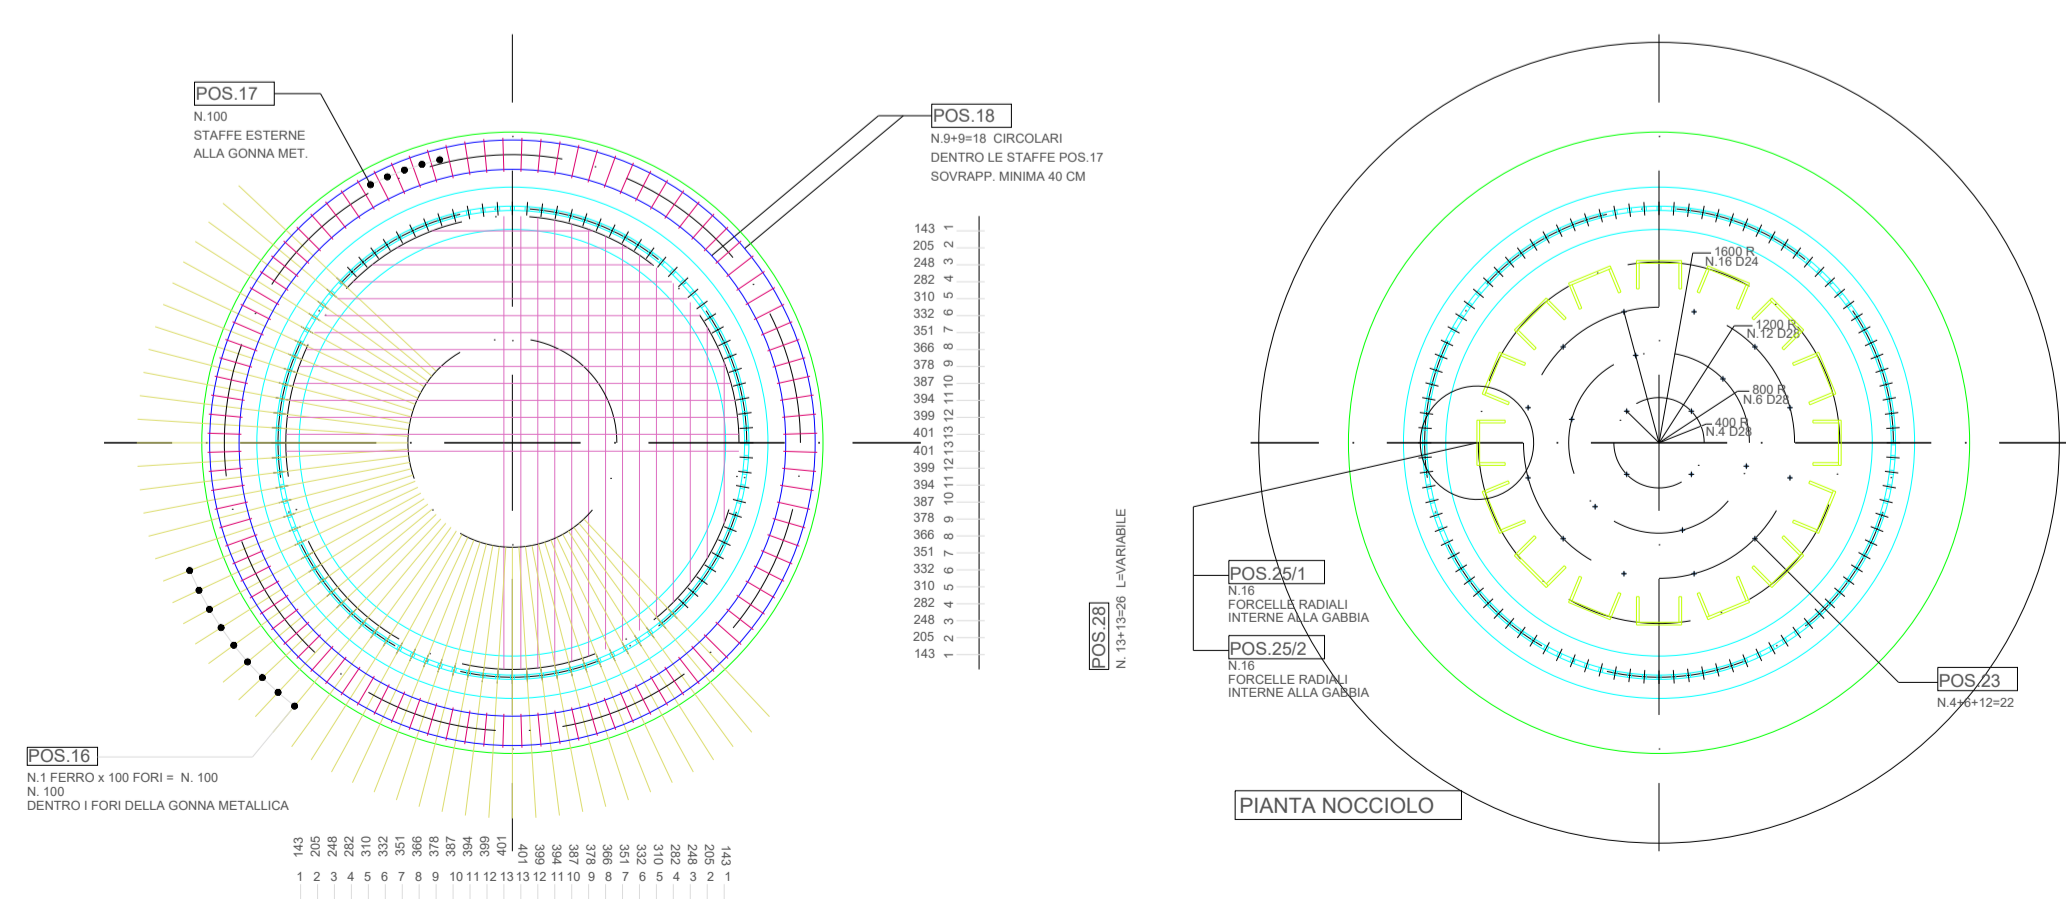 POS.17
N.100
STAFFE ESTERNE
ALLA GONNA MET.
POS.18
N.9+9=18 CIRCOLARI
DENTRO LE STAFFE POS.17
SOVRAPP. MINIMA 40 CM
143 1
205 2
248 3
282 4
310 5
332 6
351 7
366 8
378 9
387 10
394 11
399 12
401 13
401 13
399 12
394 11
387 10
378 9
366 8
351 7
332 6
310 5
282 4
248 3
205 2
143 1
POS.16
N.1 FERRO x 100 FORI = N. 100
N. 100
DENTRO I FORI DELLA GONNA METALLICA
143 205 248 282 310 332 351 366 378 387 394 399 401 401 399 394 387 378 366 351 332 310 282 248 205 143
1 2 3 4 5 6 7 8 9 10 11 12 13 13 12 11 10 9 8 7 6 5 4 3 2 1
POS.28
N. 13+13=26 L=VARIABILE
1600 R
N.16 D24
1200 R
N.12 D28
800 R
N.6 D28
400 R
N.4 D28
POS.25/1
N.16
FORCELLE RADIALI
INTERNE ALLA GABBIA
POS.25/2
N.16
FORCELLE RADIALI
INTERNE ALLA GABBIA
POS.23
N.4+6+12=22
PIANTA NOCCIOLO